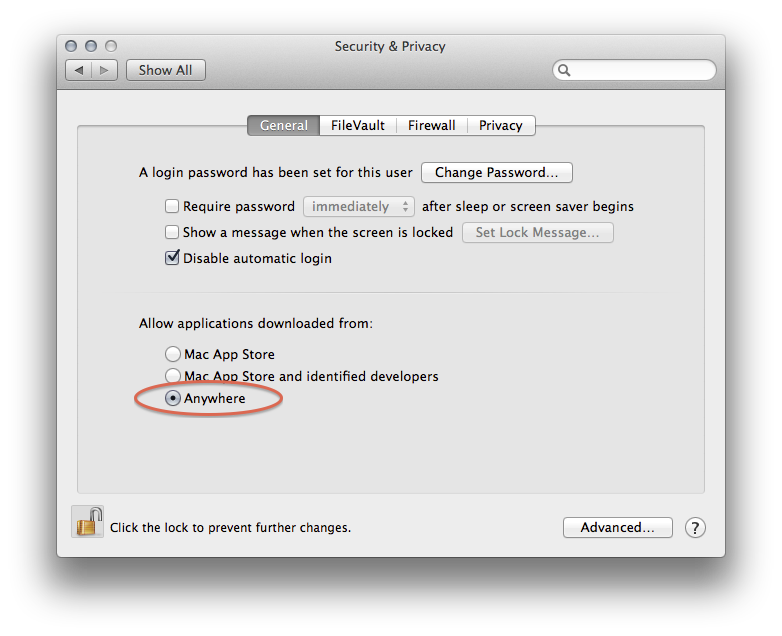 Security & Privacy
Show All
General FileVault Firewall Privacy
A login password has been set for this user Change Password...
Require password immediately after sleep or screen saver begins
Show a message when the screen is locked Set Lock Message...
Disable automatic login
Allow applications downloaded from:
Mac App Store
Mac App Store and identified developers
Anywhere
Click the lock to prevent further changes. Advanced... ?